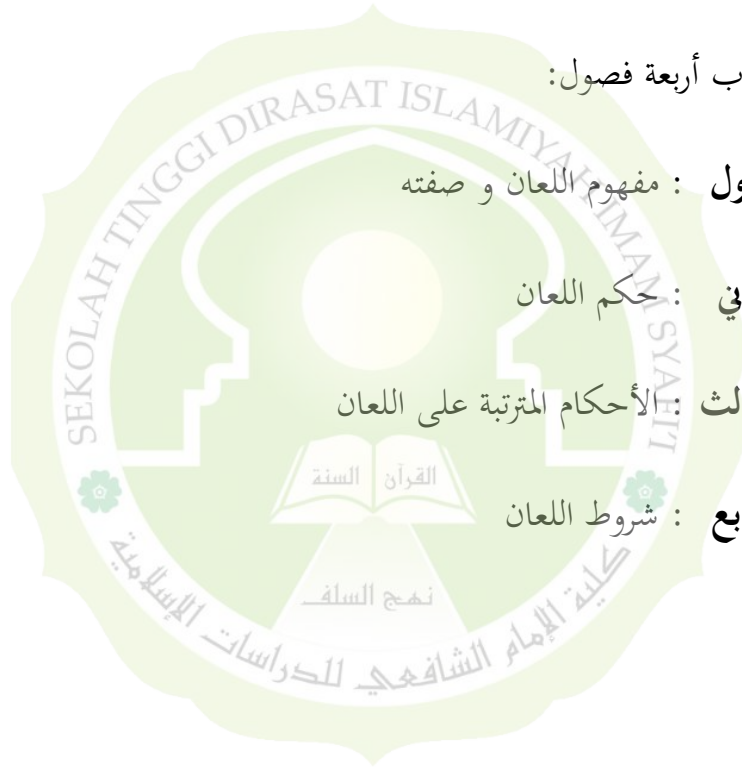 ب أربعة فصول:
SEKOLAH TINGGI DIRASAT ISLAMIYAH IMAM SYAFI'I
ول : مفهوم اللعان و صفته
ني : حكم اللعان
لث : الأحكام المترتبة على اللعان
القرآن السنة
بع : شروط اللعان
نهج السلف
كلية الإمام الشافعي للدراسات الإسلامية